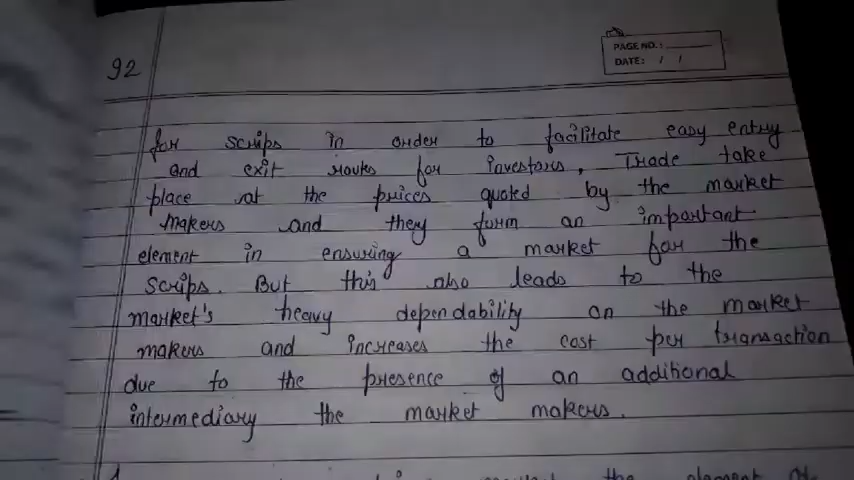 92
PAGE NO.:
DATE: / /
for scrips in order to facilitate easy entry
and exit routes for investors, Trade take
place at the prices quoted by the market
makers and they form an important
element in ensuring a market for the
scrips. But this also leads to the
market's heavy dependability on the market
makers and increases the cost per transaction
due to the presence of an additional
intermediary the market makers.
the element of